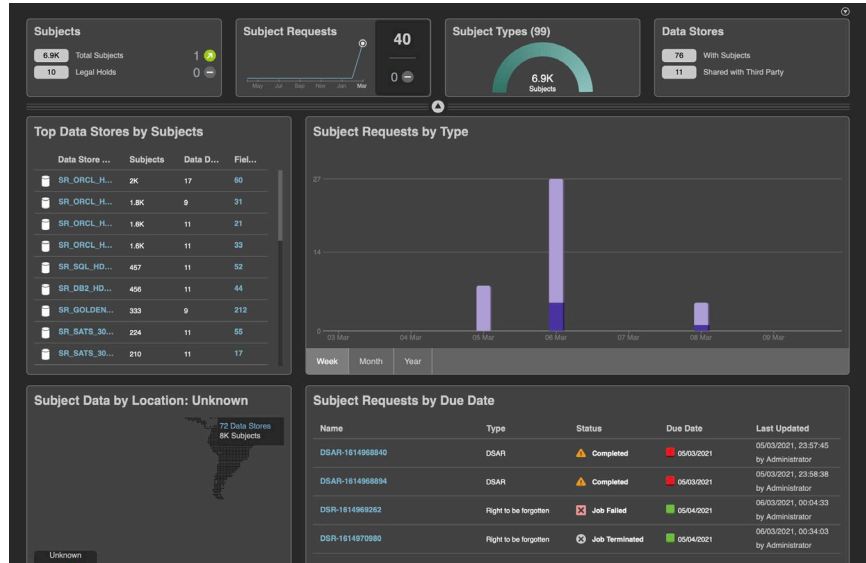 Subjects
6.9K Total Subjects 1
10 Legal Holds 0
Subject Requests
40
0
May Jul Sep Nov Jan Mar
Subject Types (99)
6.9K
Subjects
Data Stores
76 With Subjects
11 Shared with Third Party
Top Data Stores by Subjects
Data Store ... Subjects Data D... Fiel...
SR_ORCL_H... 2K 17 60
SR_ORCL_H... 1.8K 9 31
SR_ORCL_H... 1.6K 11 21
SR_ORCL_H... 1.6K 11 33
SR_SQL_HD... 457 11 52
SR_DB2_HD... 456 11 44
SR_GOLDEN... 333 9 212
SR_SATS_30... 224 11 55
SR_SATS_30... 210 11 17
Subject Requests by Type
27
14
0
03 Mar 04 Mar 05 Mar 06 Mar 07 Mar 08 Mar 09 Mar
Week Month Year
Subject Data by Location: Unknown
72 Data Stores
8K Subjects
Unknown
Subject Requests by Due Date
Name Type Status Due Date Last Updated
DSAR-1614968840 DSAR Completed 05/03/2021 05/03/2021, 23:57:45
by Administrator
DSAR-1614968894 DSAR Completed 05/03/2021 05/03/2021, 23:58:38
by Administrator
DSR-1614969262 Right to be forgotten Job Failed 05/04/2021 06/03/2021, 00:04:33
by Administrator
DSR-1614970980 Right to be forgotten Job Terminated 05/04/2021 06/03/2021, 00:34:03
by Administrator